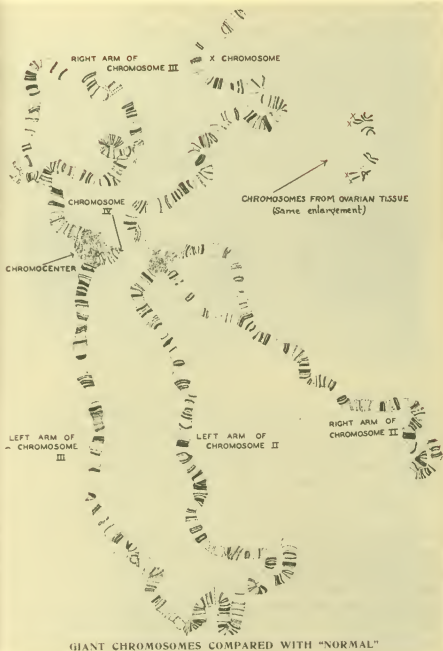 RIGHT ARM OF
CHROMOSOME III
X CHROMOSOME
X
X
CHROMOSOMES FROM OVARIAN TISSUE
(Same enlargement)
CHROMOSOME
IV
CHROMOCENTER
LEFT ARM OF
CHROMOSOME
III
LEFT ARM OF
CHROMOSOME II
RIGHT ARM OF
CHROMOSOME II
GIANT CHROMOSOMES COMPARED WITH "NORMAL"